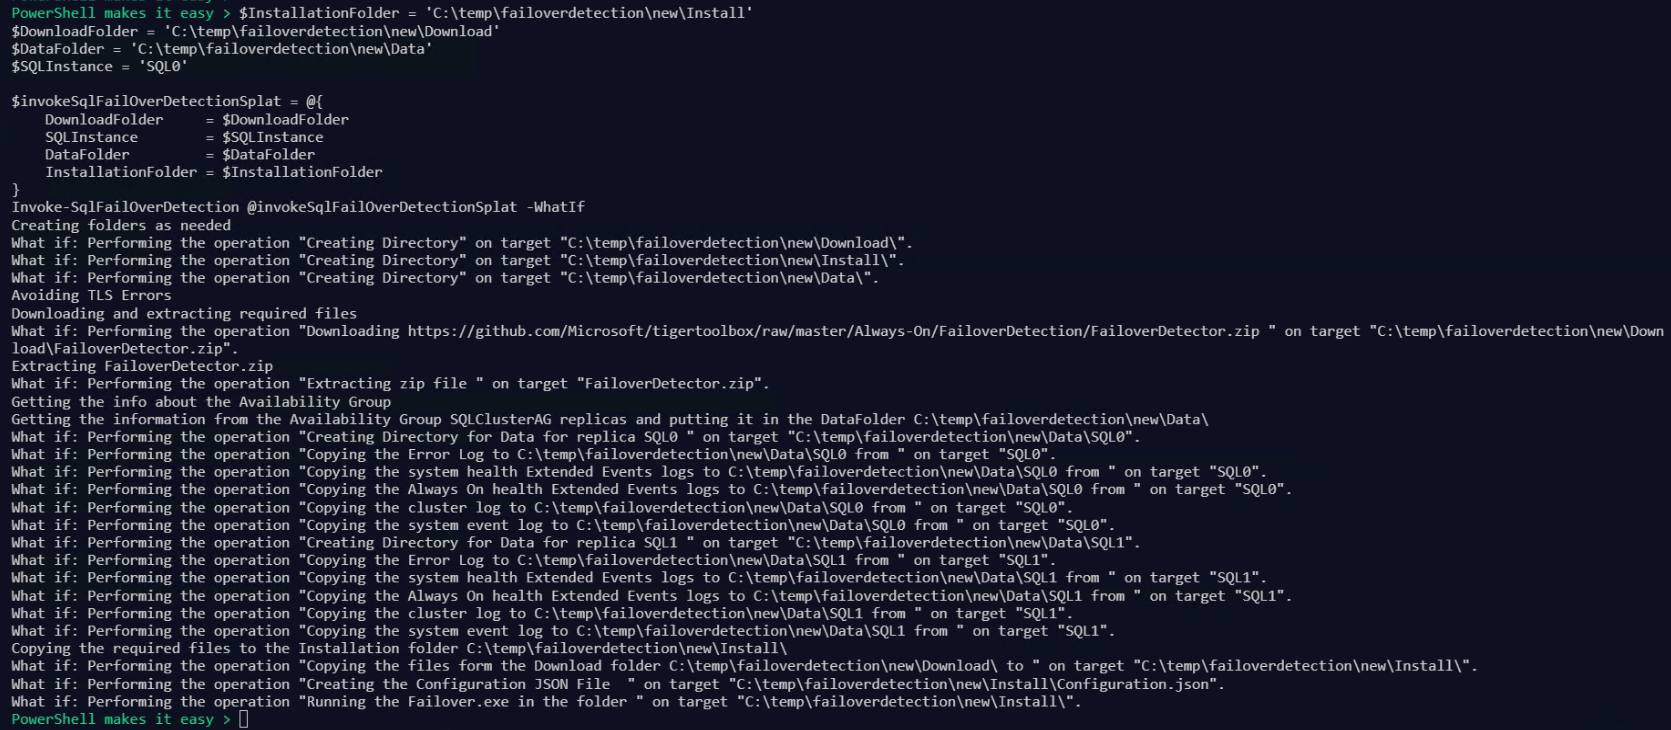 PowerShell makes it easy > $InstallationFolder = 'C:\temp\failoverdetection\new\Install'
$DownloadFolder = 'C:\temp\failoverdetection\new\Download'
$DataFolder = 'C:\temp\failoverdetection\new\Data'
$SQLInstance = 'SQL0'

$invokeSqlFailOverDetectionSplat = @{
    DownloadFolder     = $DownloadFolder
    SQLInstance        = $SQLInstance
    DataFolder         = $DataFolder
    InstallationFolder = $InstallationFolder
}
Invoke-SqlFailOverDetection @invokeSqlFailOverDetectionSplat -WhatIf
Creating folders as needed
What if: Performing the operation "Creating Directory" on target "C:\temp\failoverdetection\new\Download\".
What if: Performing the operation "Creating Directory" on target "C:\temp\failoverdetection\new\Install\".
What if: Performing the operation "Creating Directory" on target "C:\temp\failoverdetection\new\Data\".
Avoiding TLS Errors
Downloading and extracting required files
What if: Performing the operation "Downloading https://github.com/Microsoft/tigertoolbox/raw/master/Always-On/FailoverDetection/FailoverDetector.zip " on target "C:\temp\failoverdetection\new\Down
load\FailoverDetector.zip".
Extracting FailoverDetector.zip
What if: Performing the operation "Extracting zip file " on target "FailoverDetector.zip".
Getting the info about the Availability Group
Getting the information from the Availability Group SQLClusterAG replicas and putting it in the DataFolder C:\temp\failoverdetection\new\Data\
What if: Performing the operation "Creating Directory for Data for replica SQL0 " on target "C:\temp\failoverdetection\new\Data\SQL0".
What if: Performing the operation "Copying the Error Log to C:\temp\failoverdetection\new\Data\SQL0 from " on target "SQL0".
What if: Performing the operation "Copying the system health Extended Events logs to C:\temp\failoverdetection\new\Data\SQL0 from " on target "SQL0".
What if: Performing the operation "Copying the Always On health Extended Events logs to C:\temp\failoverdetection\new\Data\SQL0 from " on target "SQL0".
What if: Performing the operation "Copying the cluster log to C:\temp\failoverdetection\new\Data\SQL0 from " on target "SQL0".
What if: Performing the operation "Copying the system event log to C:\temp\failoverdetection\new\Data\SQL0 from " on target "SQL0".
What if: Performing the operation "Creating Directory for Data for replica SQL1 " on target "C:\temp\failoverdetection\new\Data\SQL1".
What if: Performing the operation "Copying the Error Log to C:\temp\failoverdetection\new\Data\SQL1 from " on target "SQL1".
What if: Performing the operation "Copying the system health Extended Events logs to C:\temp\failoverdetection\new\Data\SQL1 from " on target "SQL1".
What if: Performing the operation "Copying the Always On health Extended Events logs to C:\temp\failoverdetection\new\Data\SQL1 from " on target "SQL1".
What if: Performing the operation "Copying the cluster log to C:\temp\failoverdetection\new\Data\SQL1 from " on target "SQL1".
What if: Performing the operation "Copying the system event log to C:\temp\failoverdetection\new\Data\SQL1 from " on target "SQL1".
Copying the required files to the Installation folder C:\temp\failoverdetection\new\Install\
What if: Performing the operation "Copying the files form the Download folder C:\temp\failoverdetection\new\Download\ to " on target "C:\temp\failoverdetection\new\Install\".
What if: Performing the operation "Creating the Configuration JSON File  " on target "C:\temp\failoverdetection\new\Install\Configuration.json".
What if: Performing the operation "Running the Failover.exe in the folder " on target "C:\temp\failoverdetection\new\Install\".
PowerShell makes it easy >